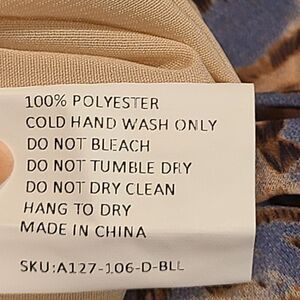 100% POLYESTER
COLD HAND WASH ONLY
DO NOT BLEACH
DO NOT TUMBLE DRY
DO NOT DRY CLEAN
HANG TO DRY
MADE IN CHINA
SKU:A127-106-D-BLL